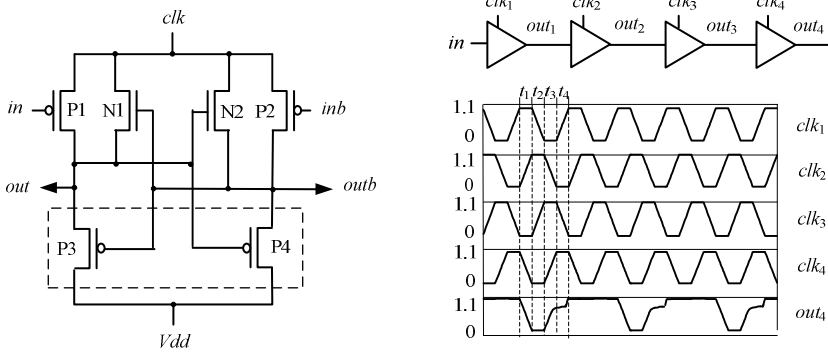 clk
in P1 N1 N2 P2 inb
out outb
P3 P4
Vdd
clk1 clk2 clk3 clk4
in out1 out2 out3 out4
t1 t2 t3 t4
1.1
0 clk1
1.1
0 clk2
1.1
0 clk3
1.1
0 clk4
1.1
0 out4